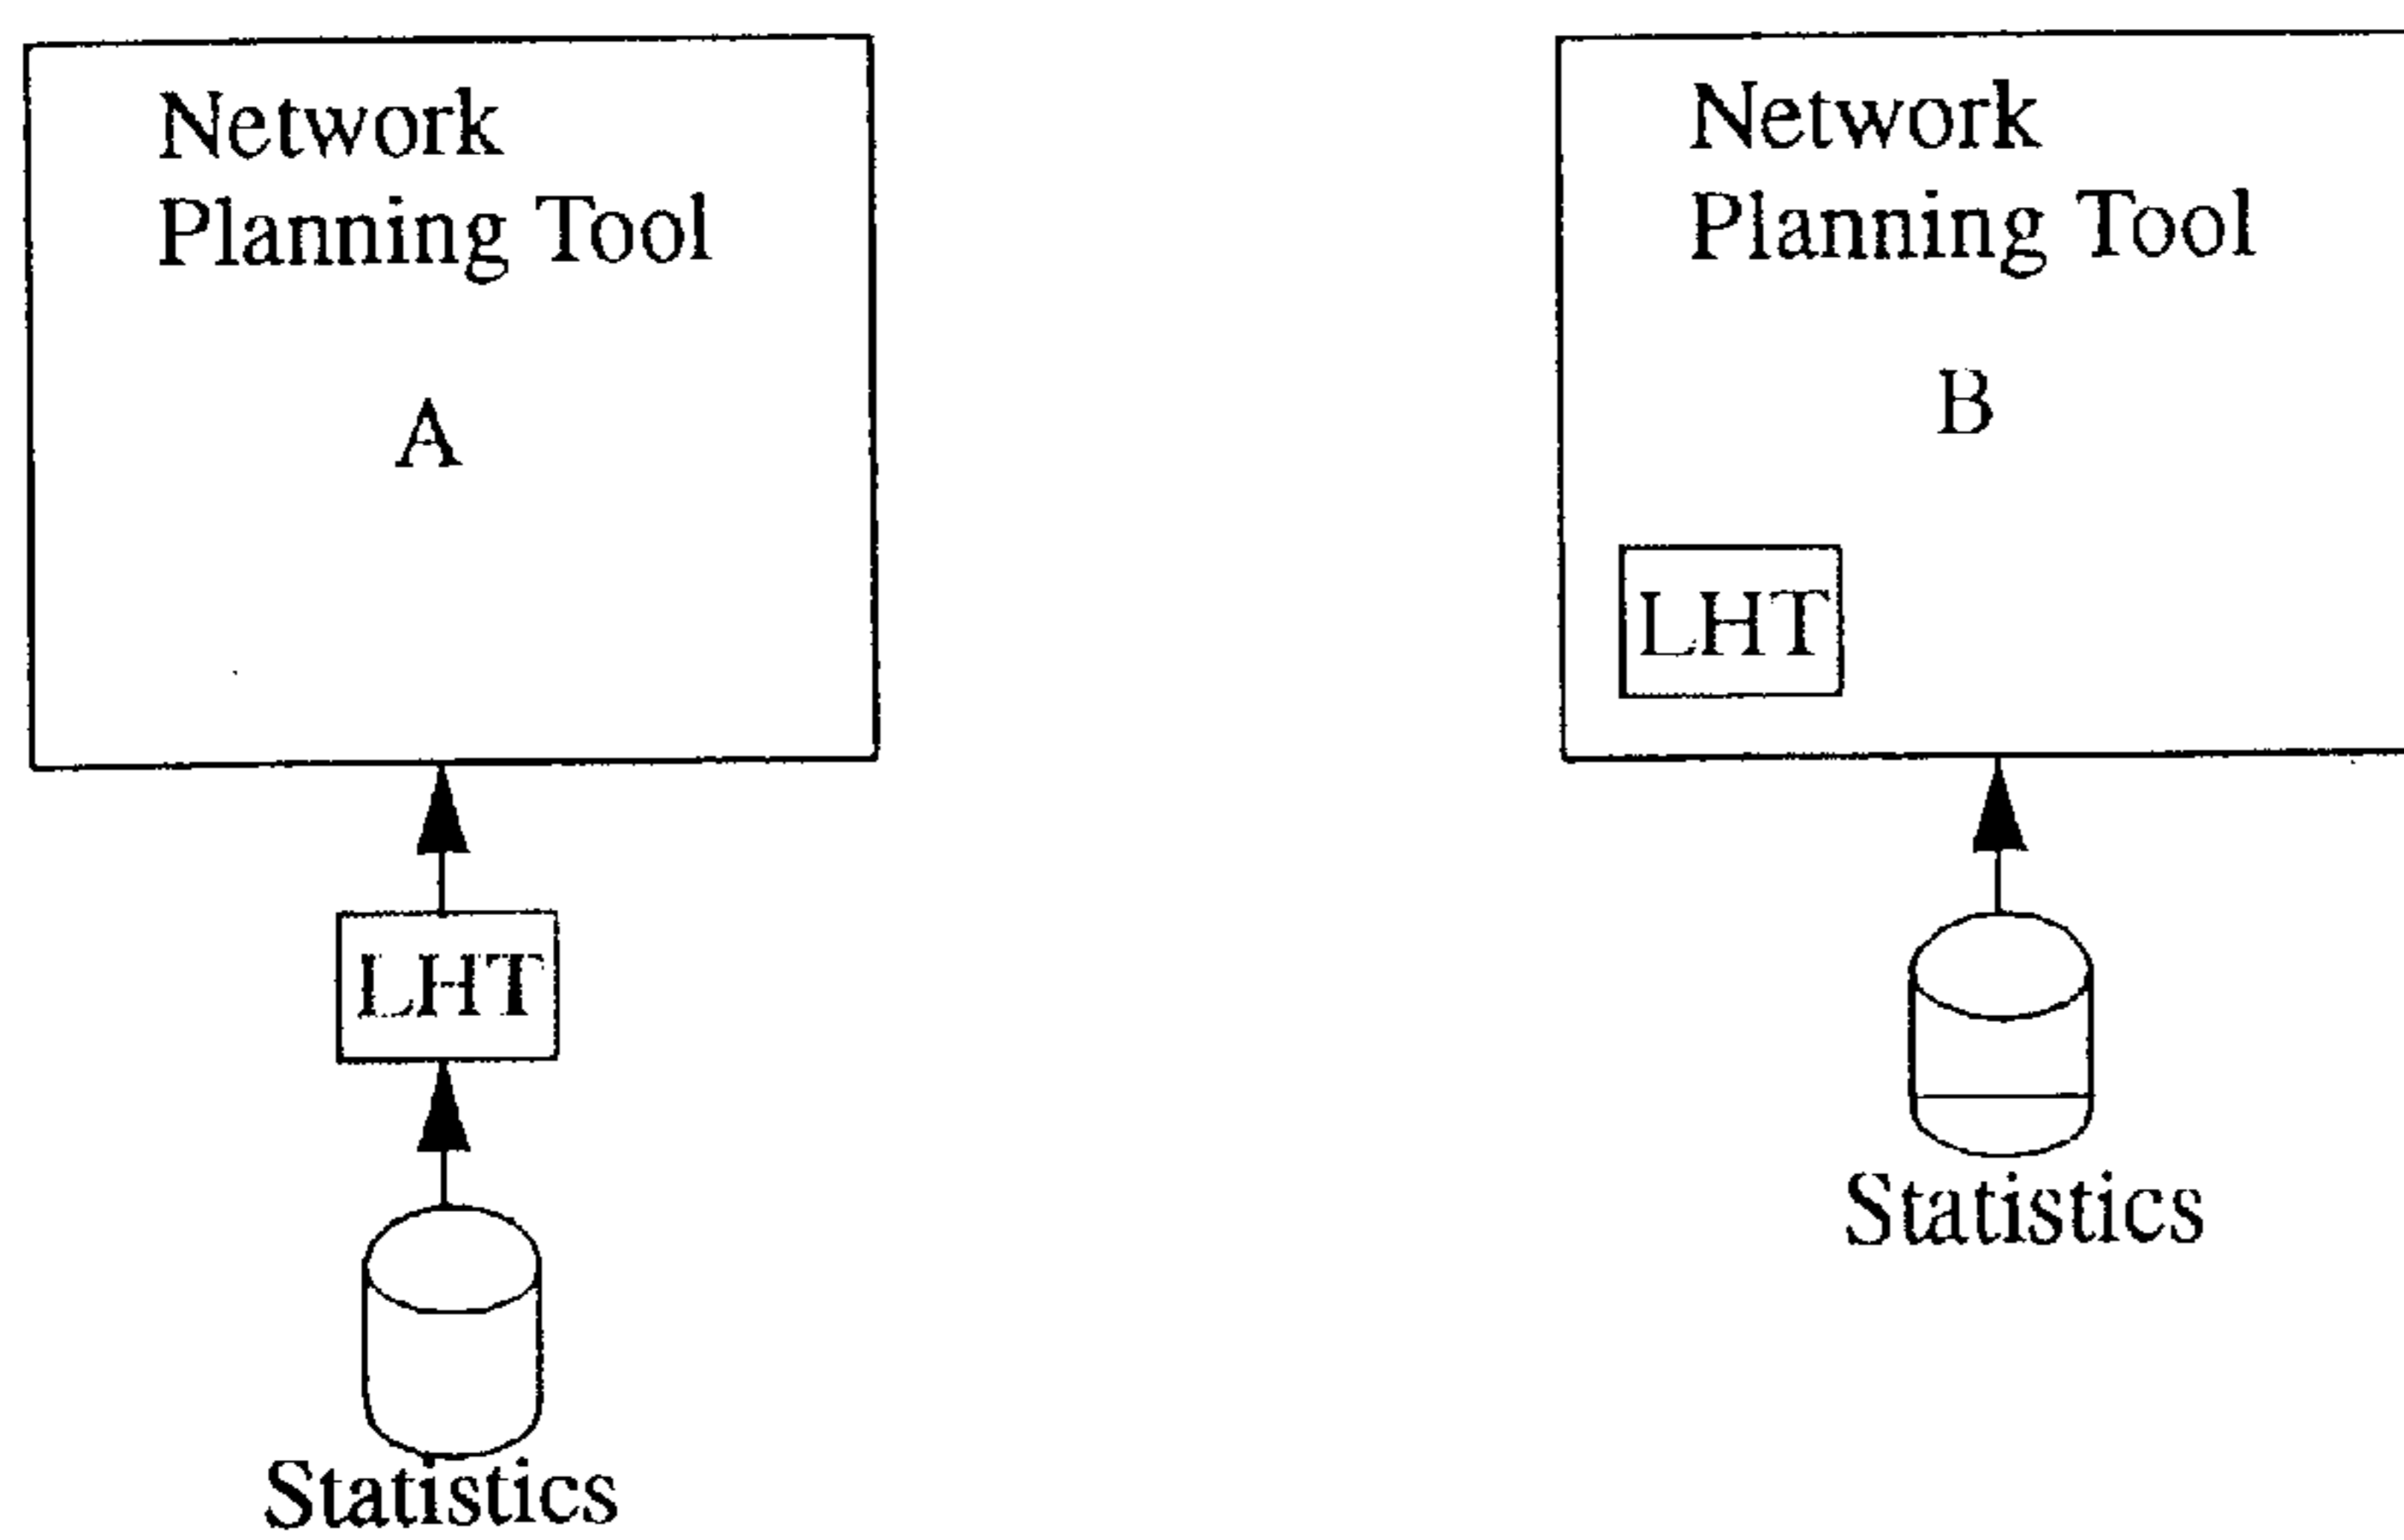 Network
Planning Tool
A
LHT
Statistics
Network
Planning Tool
B
LHT
Statistics